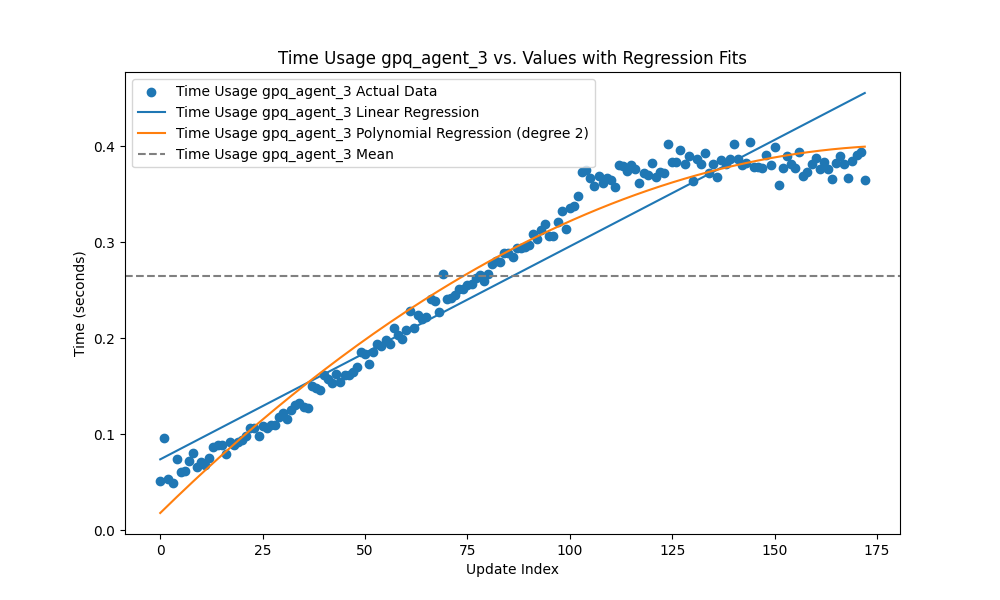 Time Usage gpq_agent_3 vs. Values with Regression Fits
Time Usage gpq_agent_3 Actual Data
Time Usage gpq_agent_3 Linear Regression
Time Usage gpq_agent_3 Polynomial Regression (degree 2)
Time Usage gpq_agent_3 Mean
Time (seconds)
0.4
0.3
0.2
0.1
0.0
0 25 50 75 100 125 150 175
Update Index